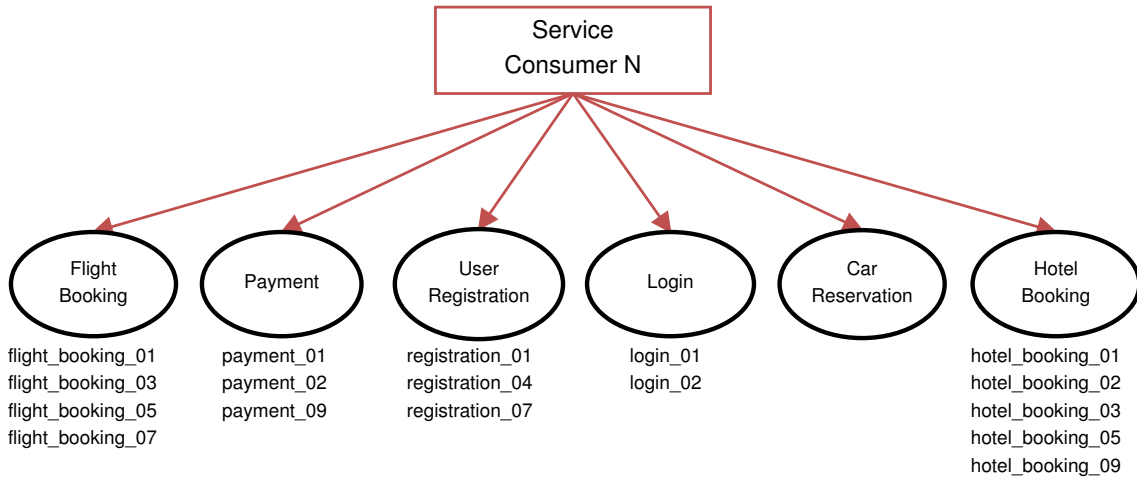 Service
Consumer N
Flight
Booking
Payment
User
Registration
Login
Car
Reservation
Hotel
Booking
flight_booking_01
flight_booking_03
flight_booking_05
flight_booking_07
payment_01
payment_02
payment_09
registration_01
registration_04
registration_07
login_01
login_02
hotel_booking_01
hotel_booking_02
hotel_booking_03
hotel_booking_05
hotel_booking_09